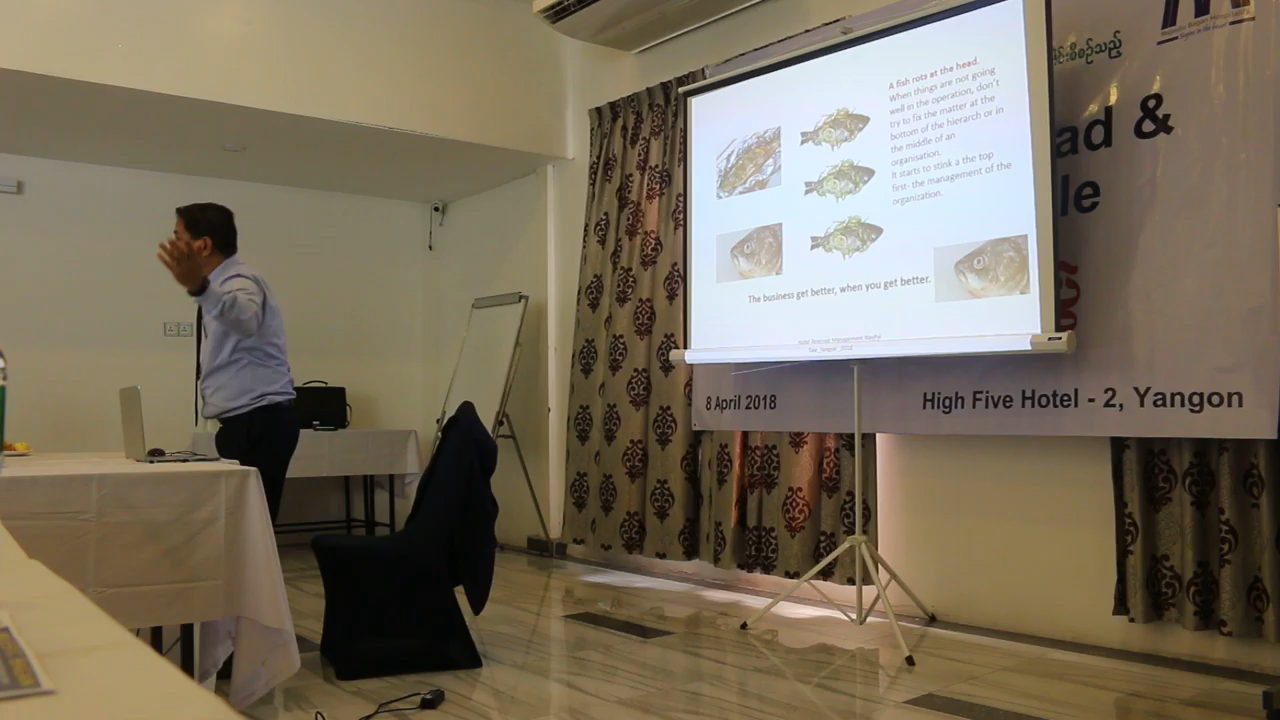 A fish rots at the head.
When things are not going
well in the operation, don't
try to fix the matter at the
bottom of the hierarch or in
the middle of an
organisation.
It starts to stink a the top
first- the management of the
organization.
The business get better, when you get better.
Hotel Revenue Management
ad &
le
8 April 2018
High Five Hotel - 2, Yangon